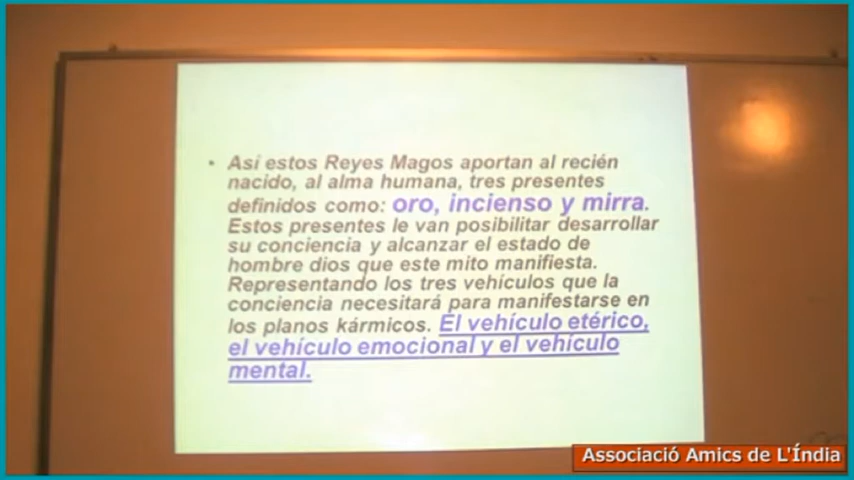 • Así estos Reyes Magos aportan al recién
nacido, al alma humana, tres presentes
definidos como: oro, incienso y mirra.
Estos presentes le van posibilitar desarrollar
su conciencia y alcanzar el estado de
hombre dios que este mito manifiesta.
Representando los tres vehículos que la
conciencia necesitará para manifestarse en
los planos kármicos. El vehículo etérico,
el vehículo emocional y el vehículo
mental.
Associació Amics de L'Índia